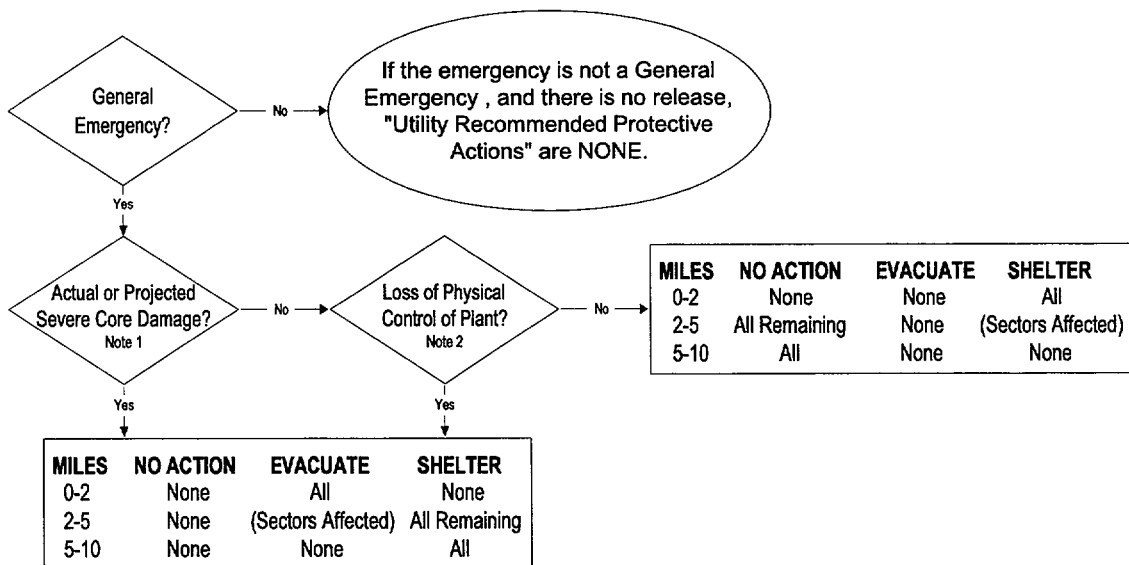 General
Emergency?
No
If the emergency is not a General
Emergency , and there is no release,
"Utility Recommended Protective
Actions" are NONE.
Yes
Actual or Projected
Severe Core Damage?
Note 1
No
Loss of Physical
Control of Plant?
Note 2
No
MILES NO ACTION EVACUATE SHELTER
0-2 None None All
2-5 All Remaining None (Sectors Affected)
5-10 All None None
Yes
Yes
MILES NO ACTION EVACUATE SHELTER
0-2 None All None
2-5 None (Sectors Affected) All Remaining
5-10 None None All